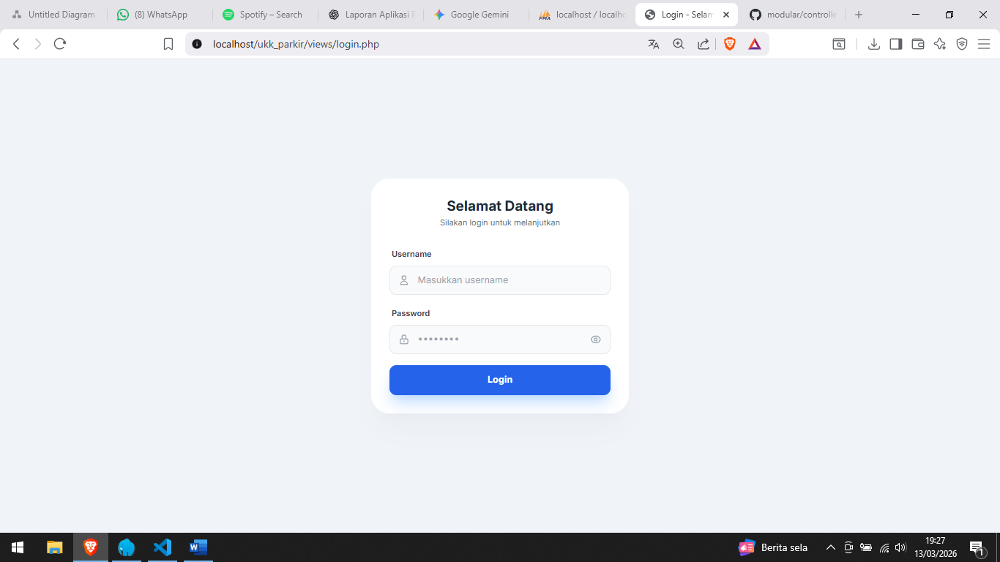 Untitled Diagram
(8) WhatsApp
Spotify – Search
Laporan Aplikasi P
Google Gemini
localhost / localho
Login - Selam
modular/controlle
localhost/ukk_parkir/views/login.php
Selamat Datang
Silakan login untuk melanjutkan
Username
Masukkan username
Password
Login
Berita sela
19:27
13/03/2026
1